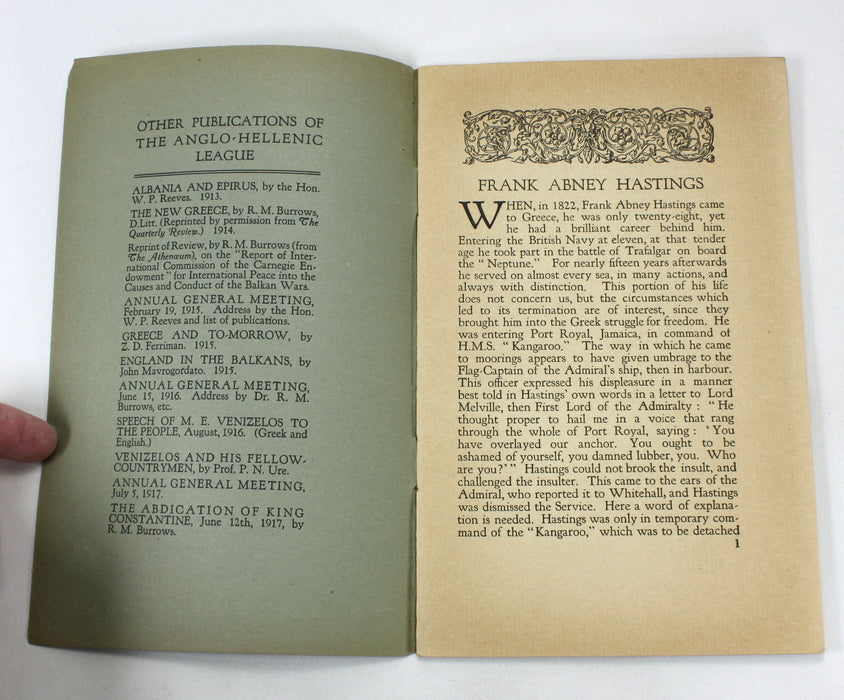 OTHER PUBLICATIONS OF
THE ANGLO-HELLENIC
LEAGUE
ALBANIA AND EPIRUS, by the Hon.
W. P. Reeves. 1913.
THE NEW GREECE, by R. M. Burrows,
D.Litt. (Reprinted by permission from The
Quarterly Review.) 1914.
Reprint of Review, by R. M. Burrows (from
The Athenæum), on the "Report of Inter-
national Commission of the Carnegie En-
dowment" for International Peace into the
Causes and Conduct of the Balkan Wars.
ANNUAL GENERAL MEETING,
February 19, 1915. Address by the Hon.
W. P. Reeves and list of publications.
GREECE AND TO-MORROW, by
Z. D. Ferriman. 1915.
ENGLAND IN THE BALKANS, by
John Mavrogordato. 1915.
ANNUAL GENERAL MEETING,
June 15, 1916. Address by Dr. R. M.
Burrows, etc.
SPEECH OF M. E. VENIZELOS TO
THE PEOPLE, August, 1916. (Greek and
English.)
VENIZELOS AND HIS FELLOW-
COUNTRYMEN, by Prof. P. N. Ure.
ANNUAL GENERAL MEETING,
July 5, 1917.
THE ABDICATION OF KING
CONSTANTINE, June 12th, 1917, by
R. M. Burrows.
FRANK ABNEY HASTINGS
WHEN, in 1822, Frank Abney Hastings came
to Greece, he was only twenty-eight, yet
he had a brilliant career behind him.
Entering the British Navy at eleven, at that tender
age he took part in the battle of Trafalgar on board
the "Neptune." For nearly fifteen years afterwards
he served on almost every sea, in many actions, and
always with distinction. This portion of his life
does not concern us, but the circumstances which
led to its termination are of interest, since they
brought him into the Greek struggle for freedom. He
was entering Port Royal, Jamaica, in command of
H.M.S. "Kangaroo." The way in which he came
to moorings appears to have given umbrage to the
Flag-Captain of the Admiral's ship, then in harbour.
This officer expressed his displeasure in a manner
best told in Hastings' own words in a letter to Lord
Melville, then First Lord of the Admiralty : "He
thought proper to hail me in a voice that rang
through the whole of Port Royal, saying : 'You
have overlayed our anchor. You ought to be
ashamed of yourself, you damned lubber, you. Who
are you?'" Hastings could not brook the insult, and
challenged the insulter. This came to the ears of the
Admiral, who reported it to Whitehall, and Hastings
was dismissed the Service. Here a word of explana-
tion is needed. Hastings was only in temporary com-
mand of the "Kangaroo," which was to be detached
1